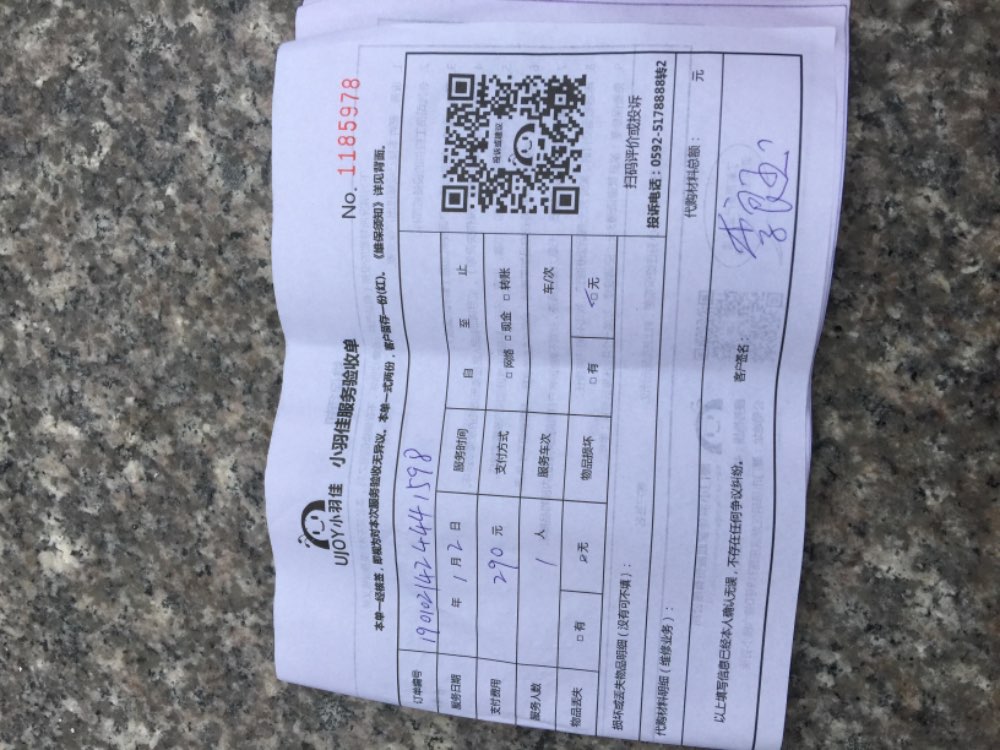 UJOY小羽佳 小羽佳服务验收单
No. 1185978
本单一经核签，即视为对本次服务验收无异议。本单一式两份，客户留存一份(红)。《维保须知》详见背面。
订单编号 190102142444 1598
服务日期 年 1 月 2 日 服务时间 自 至 止
支付费用 290 元 支付方式 □ 网络 □ 现金 □ 转账
服务人数 1 人 服务车次 车/次
物品丢失 □ 有 ☑ 无 物品损坏 □ 有 ☑ 无
投诉或建议
扫码评价或投诉
投诉电话：0592-5178888转2
损坏或丢失物品明细（没有可不填）：
代购材料明细（维修业务）：
代购材料总额： 元
以上填写信息已经本人确认无误，不存在任何争议纠纷。 客户签名：